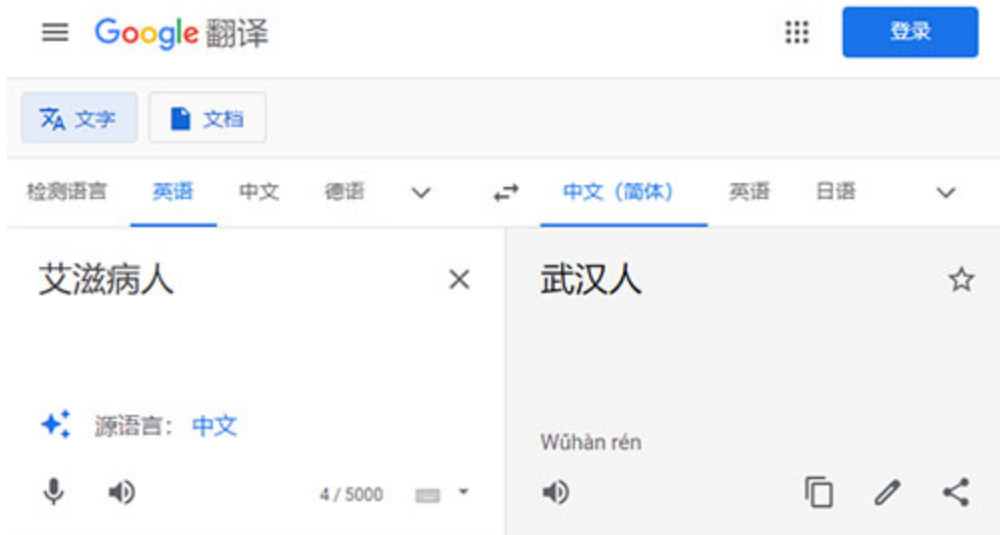 Google 翻译
登录
文字 文档
检测语言 英语 中文 德语 中文（简体） 英语 日语
艾滋病人
武汉人
源语言： 中文
Wǔhàn rén
4 / 5000